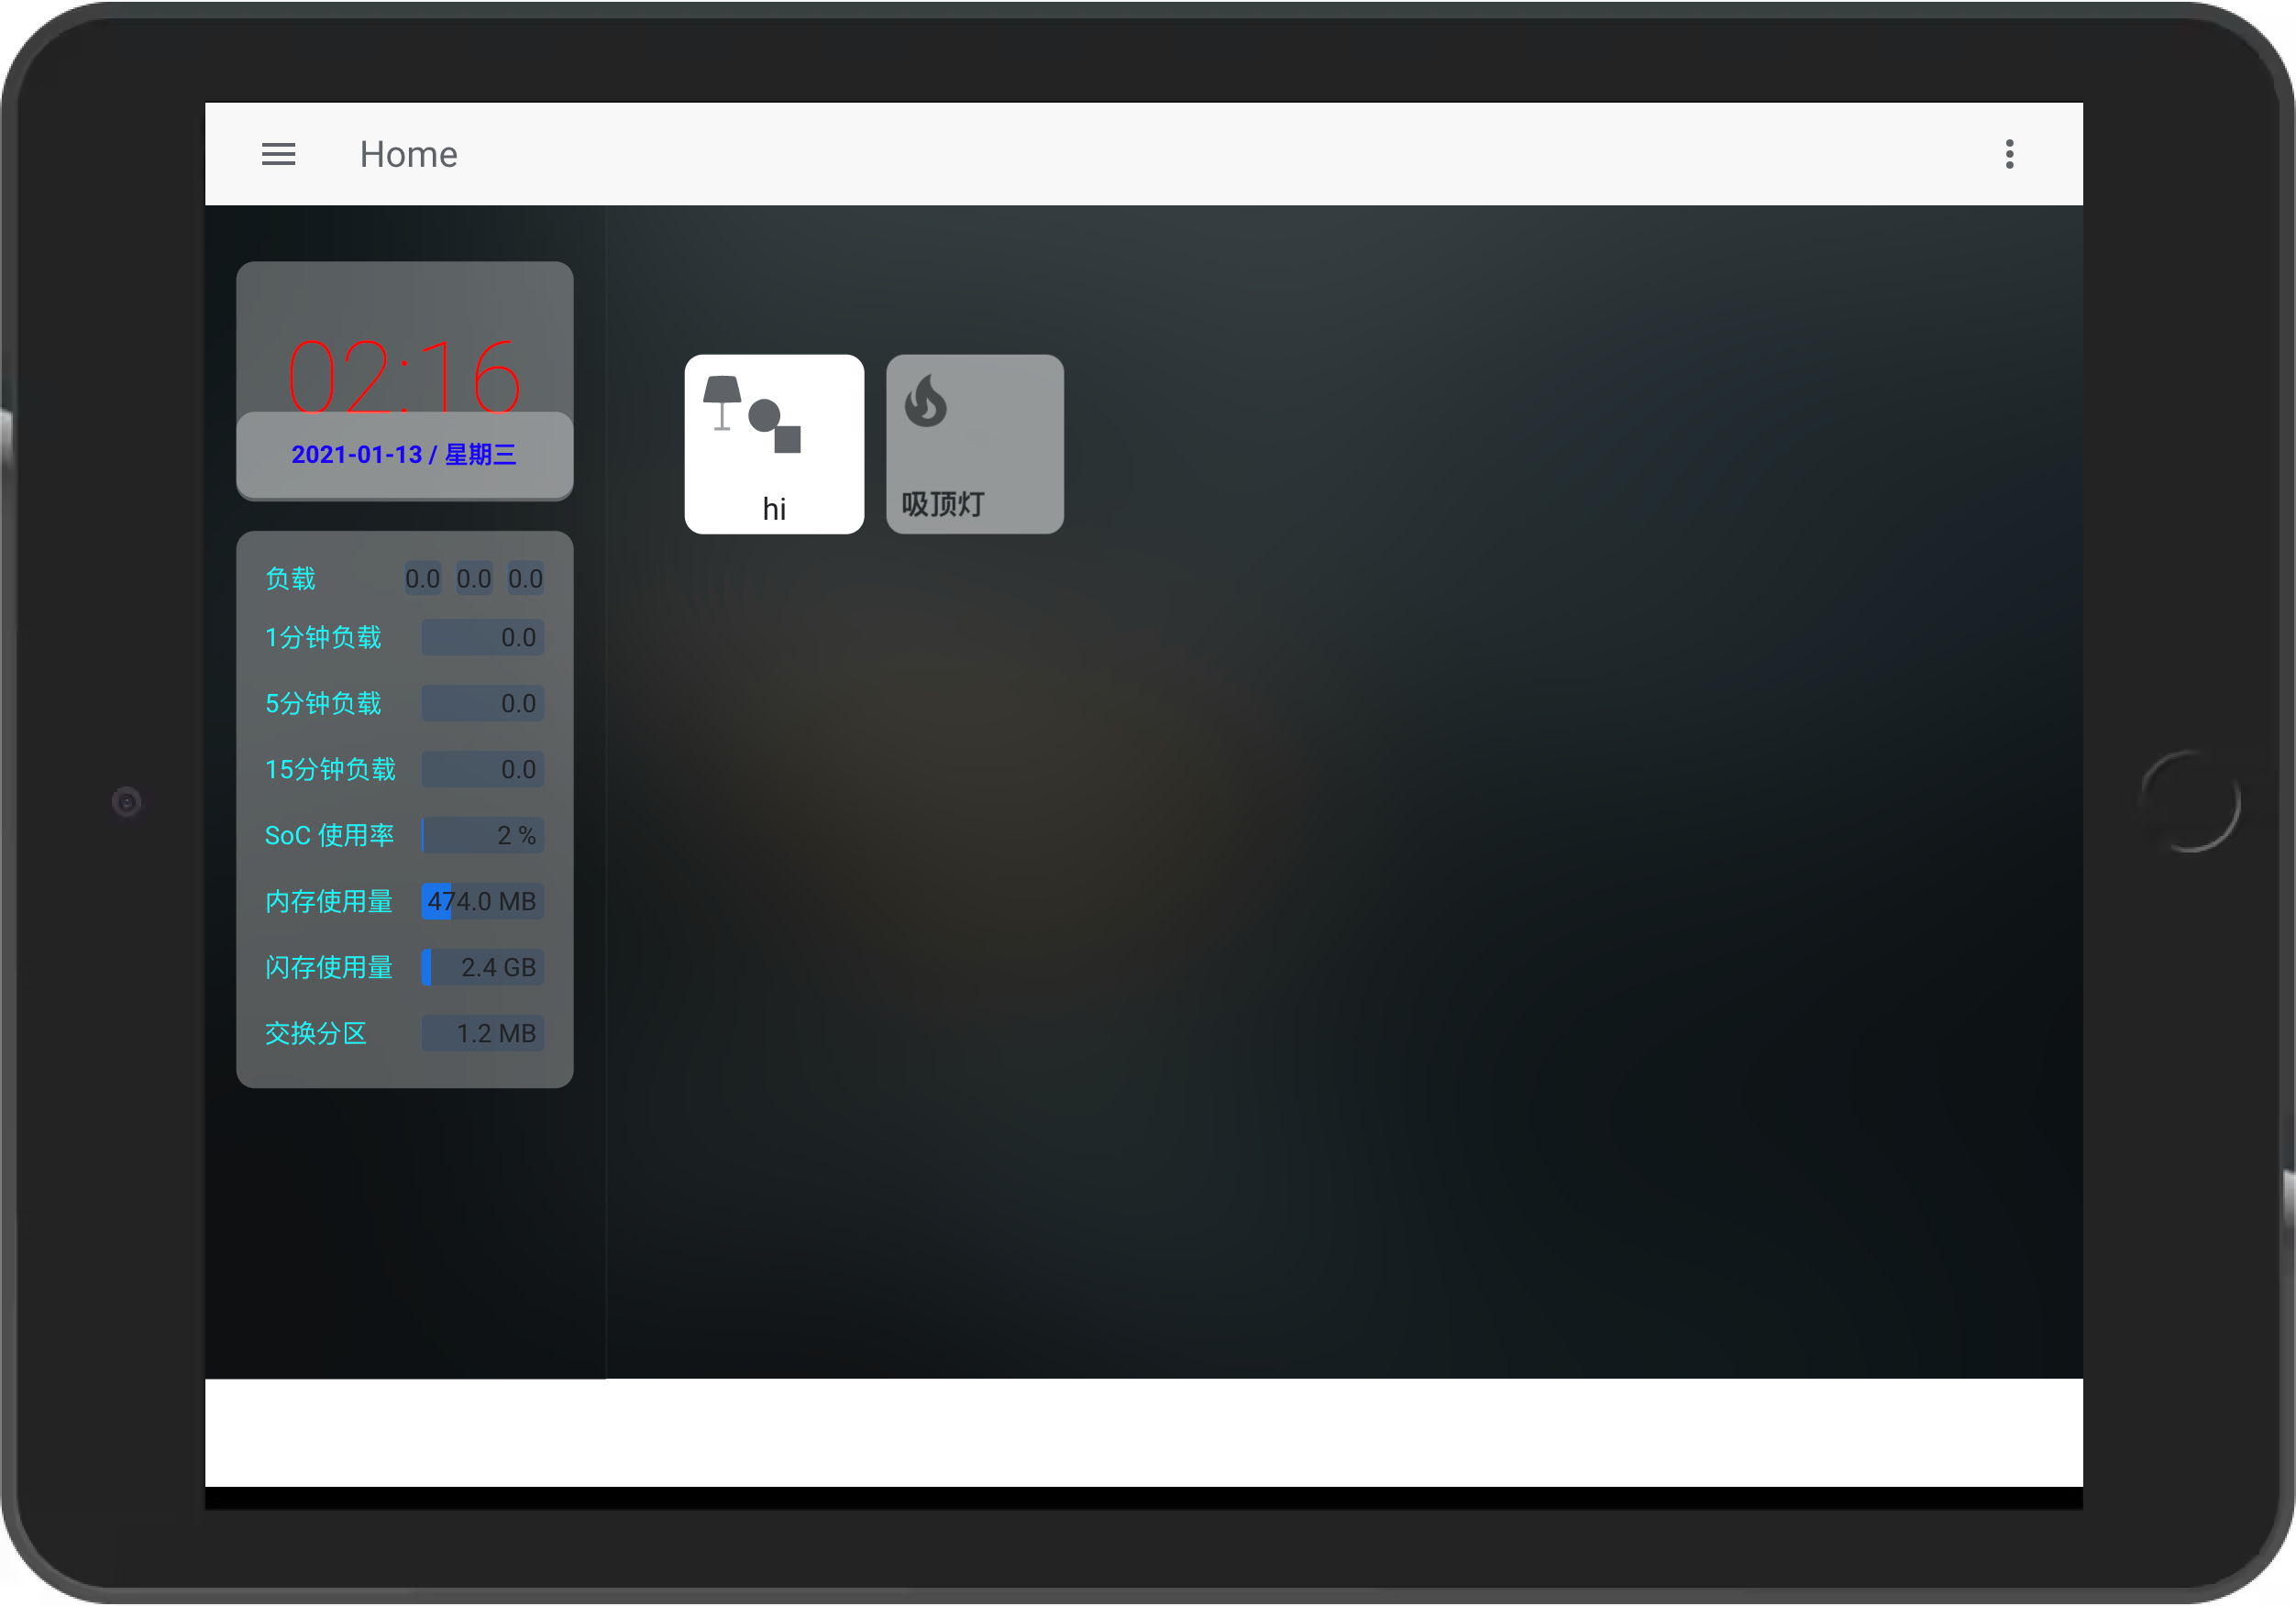 Home
02:16
2021-01-13 / 星期三
hi
吸顶灯
负载 0.0 0.0 0.0
1分钟负载 0.0
5分钟负载 0.0
15分钟负载 0.0
SoC 使用率 2 %
内存使用量 474.0 MB
闪存使用量 2.4 GB
交换分区 1.2 MB